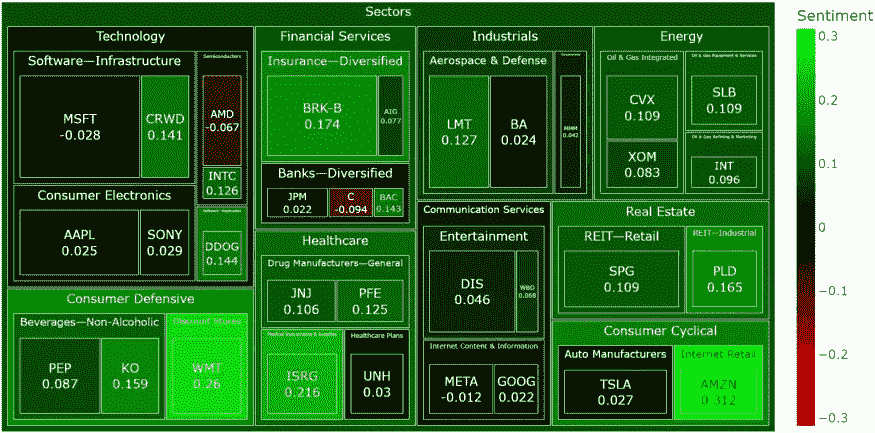 Sectors
Technology
Software—Infrastructure
MSFT
-0.028
CRWD
0.141
Semiconductors
AMD
-0.067
INTC
0.126
Consumer Electronics
AAPL
0.025
SONY
0.029
Software—Application
DDOG
0.144
Consumer Defensive
Beverages—Non-Alcoholic
PEP
0.087
KO
0.159
Discount Stores
WMT
0.26
Financial Services
Insurance—Diversified
BRK-B
0.174
AIG
0.077
Banks—Diversified
JPM
0.022
C
-0.094
BAC
0.143
Healthcare
Drug Manufacturers—General
JNJ
0.106
PFE
0.125
Medical Instruments & Supplies
ISRG
0.216
Healthcare Plans
UNH
0.03
Industrials
Aerospace & Defense
LMT
0.127
BA
0.024
MMM
0.042
Communication Services
Entertainment
DIS
0.046
WBD
0.068
Internet Content & Information
META
-0.012
GOOG
0.022
Energy
Oil & Gas Integrated
CVX
0.109
XOM
0.083
Oil & Gas Equipment & Services
SLB
0.109
Oil & Gas Refining & Marketing
INT
0.096
Real Estate
REIT—Retail
SPG
0.109
REIT—Industrial
PLD
0.165
Consumer Cyclical
Auto Manufacturers
TSLA
0.027
Internet Retail
AMZN
0.312
Sentiment
0.3
0.2
0.1
0
−0.1
−0.2
−0.3